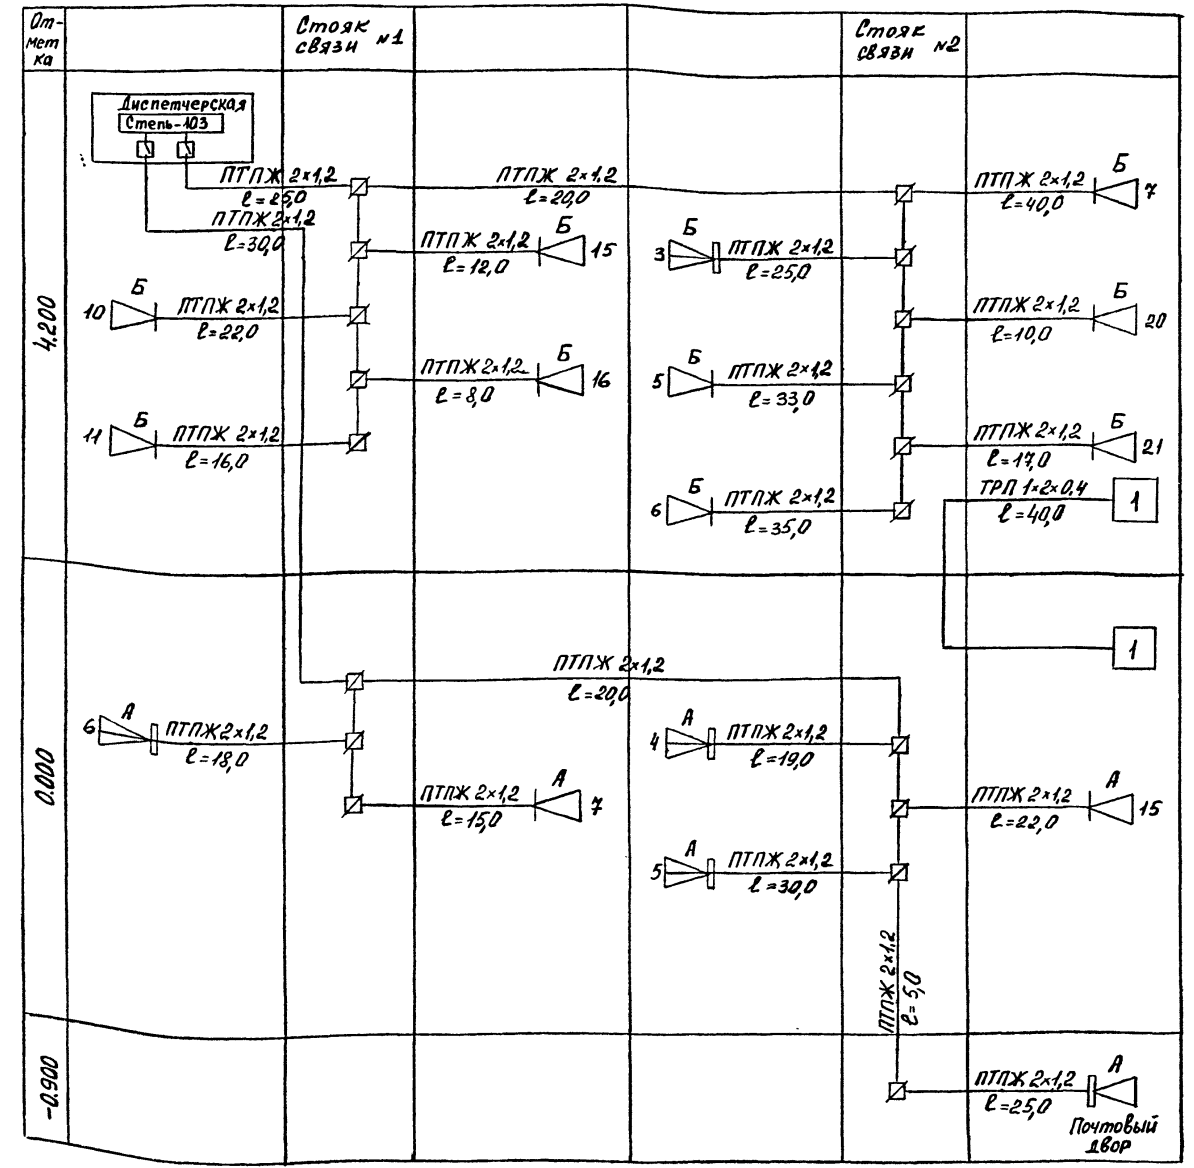 От-
мет
ка
Стояк
связи №1
Стояк
связи №2
4.200
Диспетчерская
Степь-103
ПТПЖ 2×1,2
ℓ=25,0
ПТПЖ 2×1,2
ℓ=30,0
ПТПЖ 2×1,2
ℓ=20,0
ПТПЖ 2×1,2
ℓ=40,0
Б
7
ПТПЖ 2×1,2
ℓ=12,0
Б
15
3
Б
ПТПЖ 2×1,2
ℓ=25,0
10
Б
ПТПЖ 2×1,2
ℓ=22,0
ПТПЖ 2×1,2
ℓ=10,0
Б
20
ПТПЖ 2×1,2
ℓ=8,0
Б
16
5
Б
ПТПЖ 2×1,2
ℓ=33,0
11
Б
ПТПЖ 2×1,2
ℓ=16,0
ПТПЖ 2×1,2
ℓ=17,0
Б
21
6
Б
ПТПЖ 2×1,2
ℓ=35,0
ТРП 1×2×0,4
ℓ=40,0
1
0.000
1
ПТПЖ 2×1,2
ℓ=20,0
6
А
ПТПЖ 2×1,2
ℓ=18,0
4
А
ПТПЖ 2×1,2
ℓ=19,0
ПТПЖ 2×1,2
ℓ=15,0
А
7
ПТПЖ 2×1,2
ℓ=22,0
А
15
5
А
ПТПЖ 2×1,2
ℓ=30,0
ПТПЖ 2×1,2
ℓ=5,0
-0.900
ПТПЖ 2×1,2
ℓ=25,0
А
Почтовый
двор